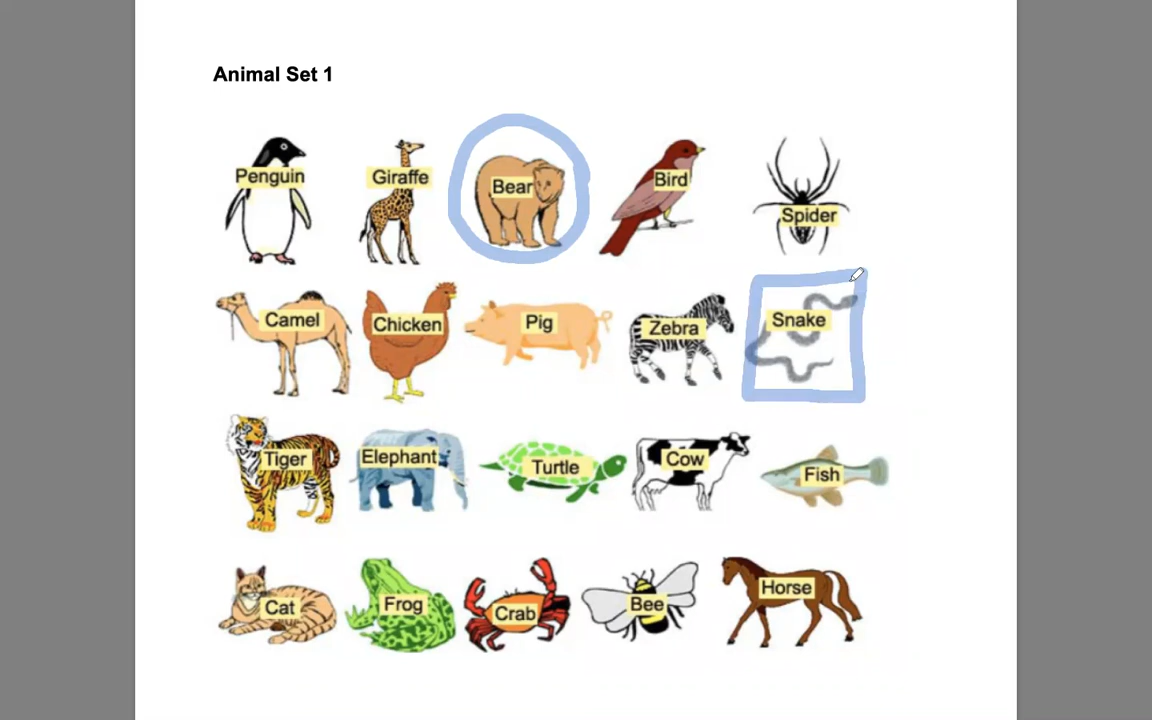 Animal Set 1
Penguin Giraffe Bear Bird Spider
Camel Chicken Pig Zebra Snake
Tiger Elephant Turtle Cow Fish
Cat Frog Crab Bee Horse